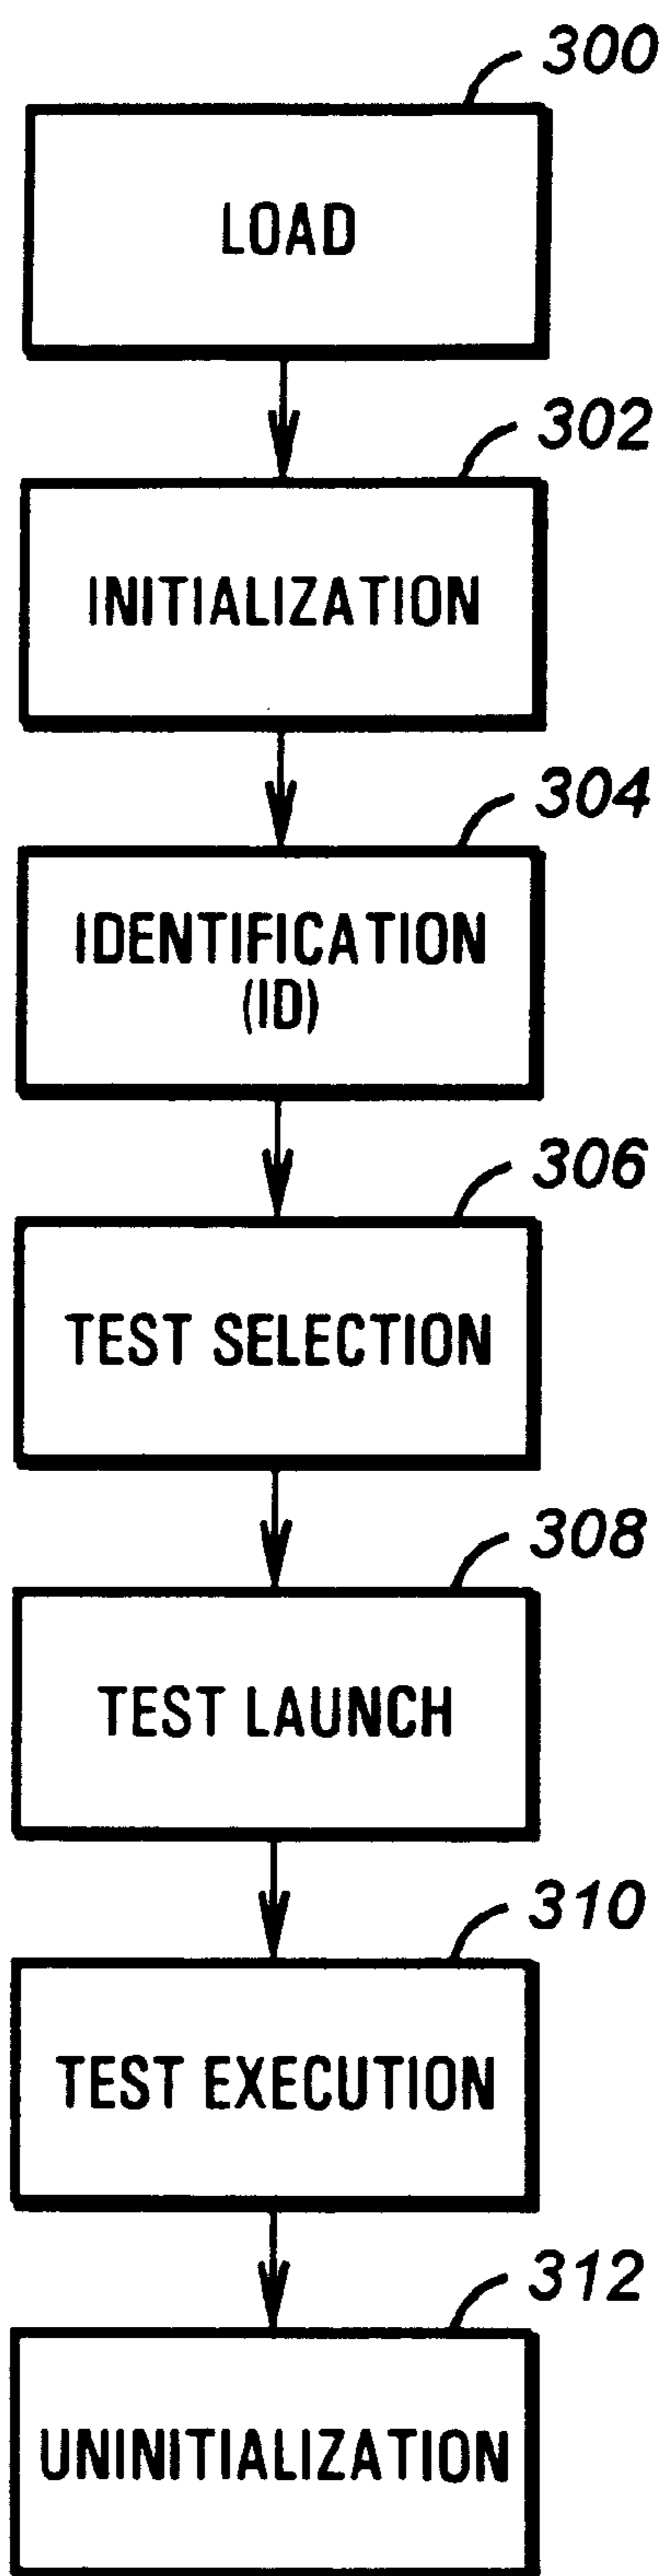 300
LOAD
302
INITIALIZATION
304
IDENTIFICATION
(ID)
306
TEST SELECTION
308
TEST LAUNCH
310
TEST EXECUTION
312
UNINITIALIZATION